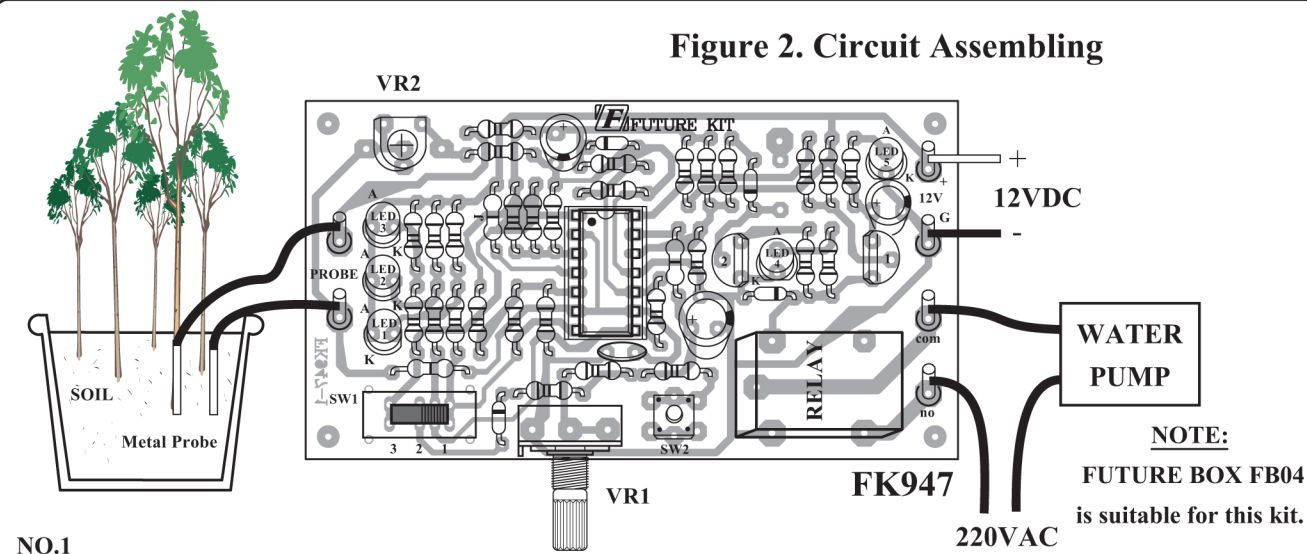 Figure 2. Circuit Assembling
VR2
F FUTURE KIT
A
LED
5
K
+
12V
+
12VDC
G
-
A
LED
3
K
A
LED
2
K
A
LED
1
K
PROBE
2
A
LED
4
K
1
com
no
WATER
PUMP
RELAY
SOIL
Metal Probe
FK947-1
SW1
3 2 1
SW2
VR1
FK947
220VAC
NOTE:
FUTURE BOX FB04
is suitable for this kit.
NO.1